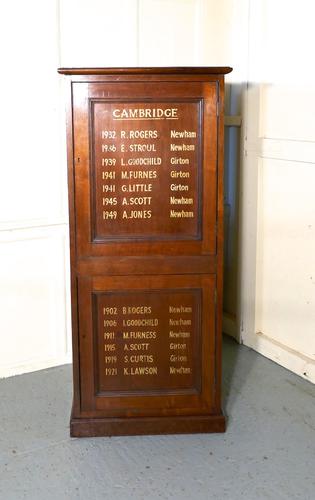 CAMBRIDGE
1932 R. ROGERS Newham
1936 E. STROUL Newham
1939 L. GOODCHILD Girton
1941 M. FURNES Girton
1941 G. LITTLE Girton
1945 A. SCOTT Newham
1949 A. JONES Newham
1902 B. ROGERS Newham
1906 I. GOODCHILD Newham
1911 M. FURNESS Newham
1915 A. SCOTT Girton
1919 S. CURTIS Girton
1921 K. LAWSON Newham